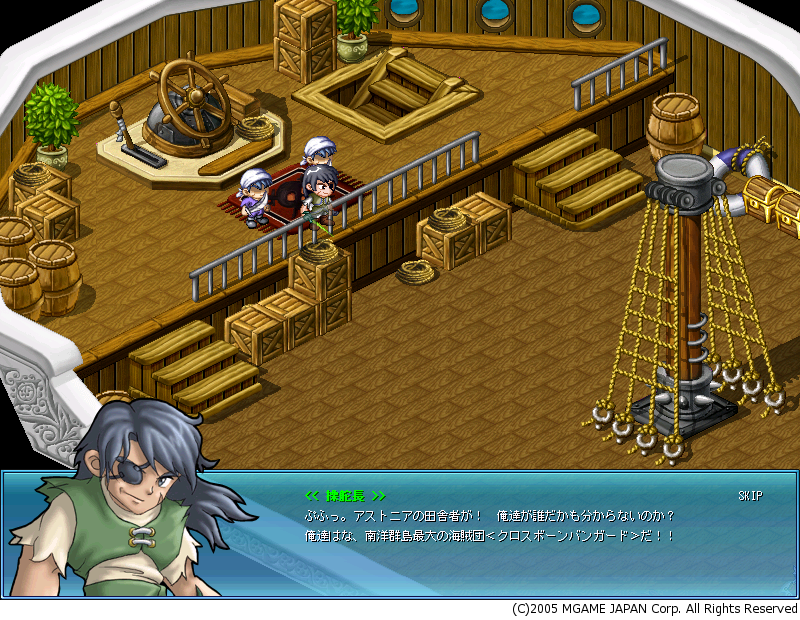 << 操舵長 >>
SKIP
ぷふっ。アストニアの田舎者が！　俺達が誰だかも分からないのか？
俺達はな、南洋群島最大の海賊団＜クロスボーンバンガード＞だ！！
(C)2005 MGAME JAPAN Corp. All Rights Reserved